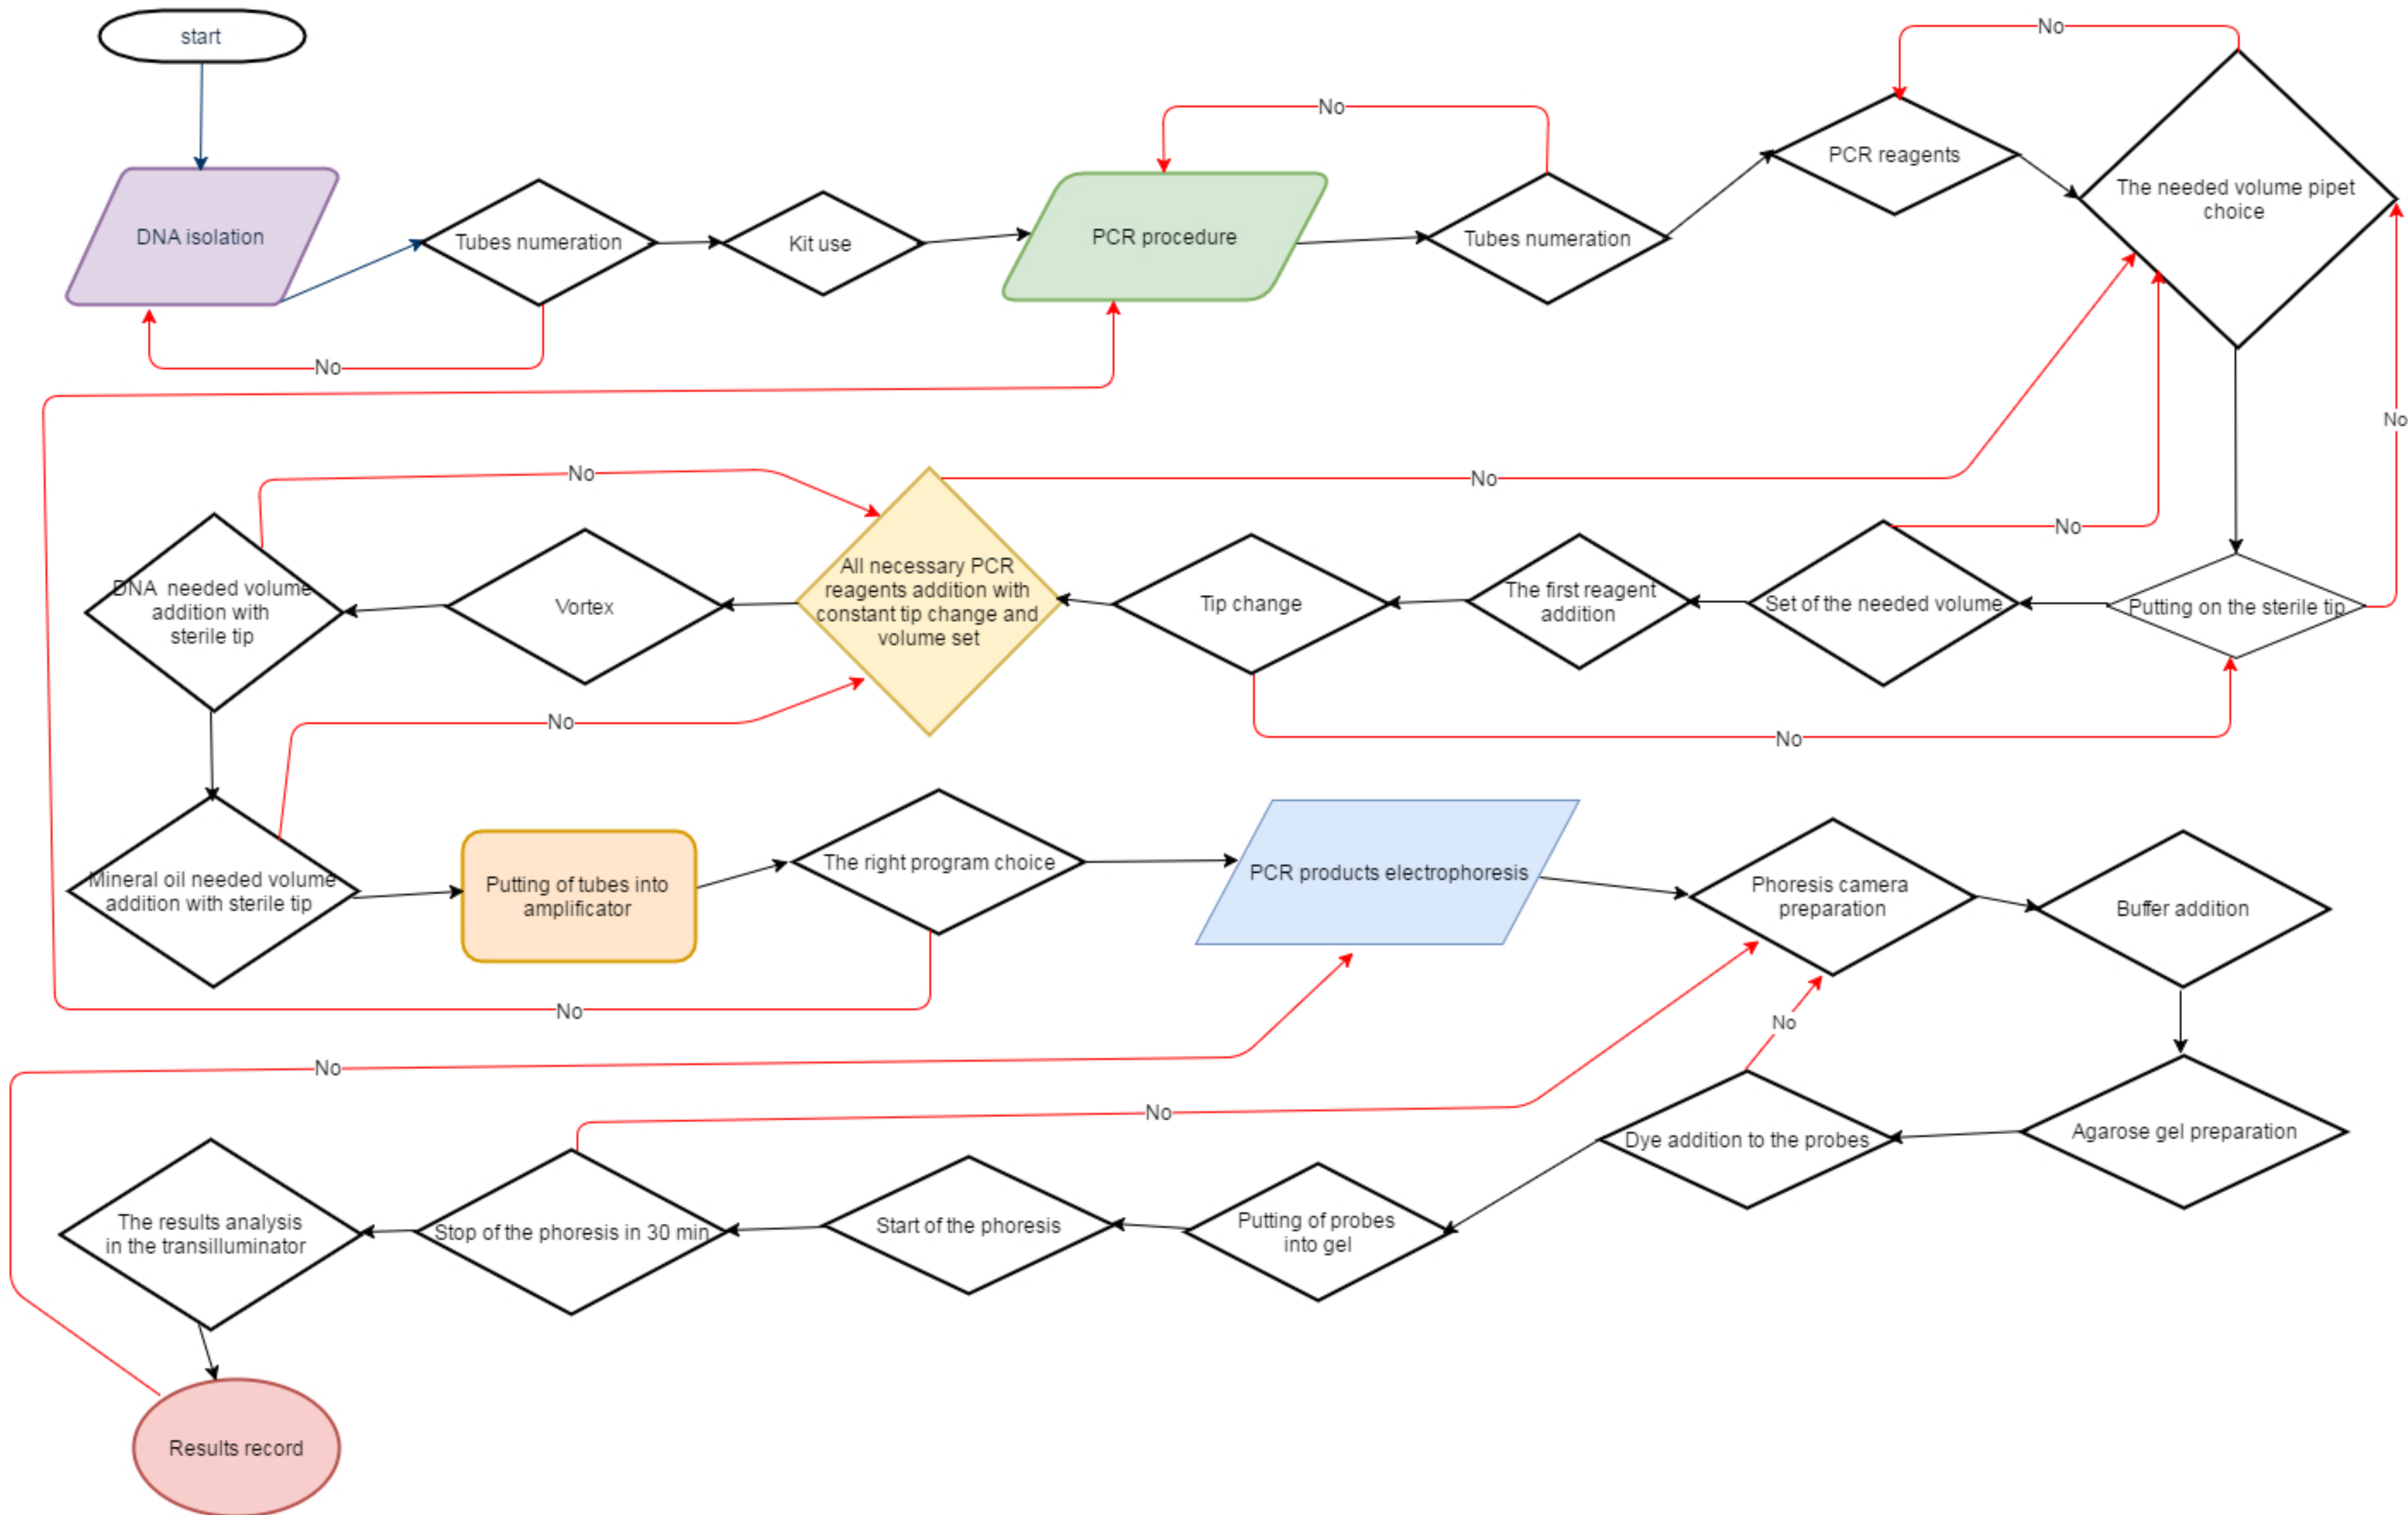 start
No
No
PCR reagents
The needed volume pipet
choice
DNA isolation
Tubes numeration
Kit use
PCR procedure
Tubes numeration
No
No
No
No
No
DNA  needed volume
addition with
sterile tip
Vortex
All necessary PCR
reagents addition with
constant tip change and
volume set
Tip change
The first reagent
addition
Set of the needed volume
Putting on the sterile tip
No
No
Mineral oil needed volume
addition with sterile tip
Putting of tubes into
amplificator
The right program choice
PCR products electrophoresis
Phoresis camera
preparation
Buffer addition
No
No
No
No
Dye addition to the probes
Agarose gel preparation
The results analysis
in the transilluminator
Stop of the phoresis in 30 min
Start of the phoresis
Putting of probes
into gel
Results record